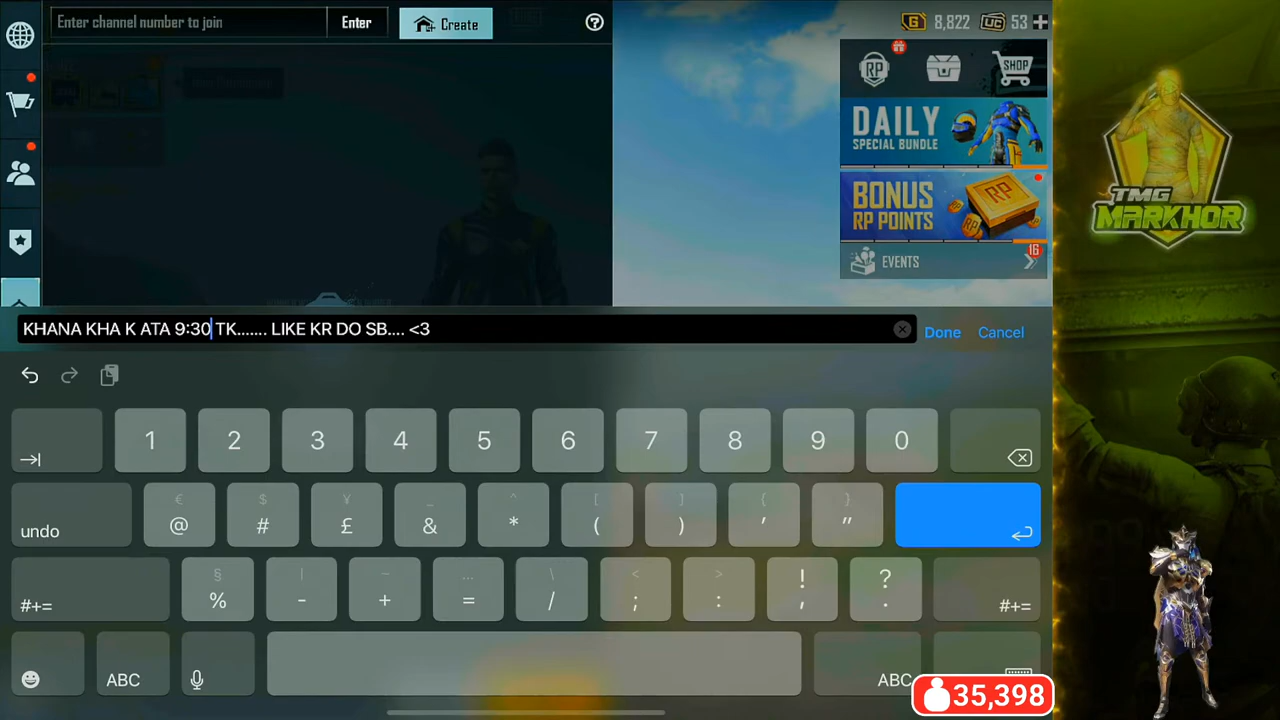 Enter channel number to join
Enter
Create
?
G 8,822
UC 53
RP
SHOP
DAILY
SPECIAL BUNDLE
BONUS
RP POINTS
RP
EVENTS
16
TMG
MARKHOR
KHANA KHA K ATA 9:30 TK....... LIKE KR DO SB.... <3
Done
Cancel
1 2 3 4 5 6 7 8 9 0
€ $ ¥ _ ^ [ ] { }
undo @ # £ & * ( ) ' "
§ | ~ … \ < > ! ?
#+= % - + = / ; : , . #+=
ABC
ABC
35,398